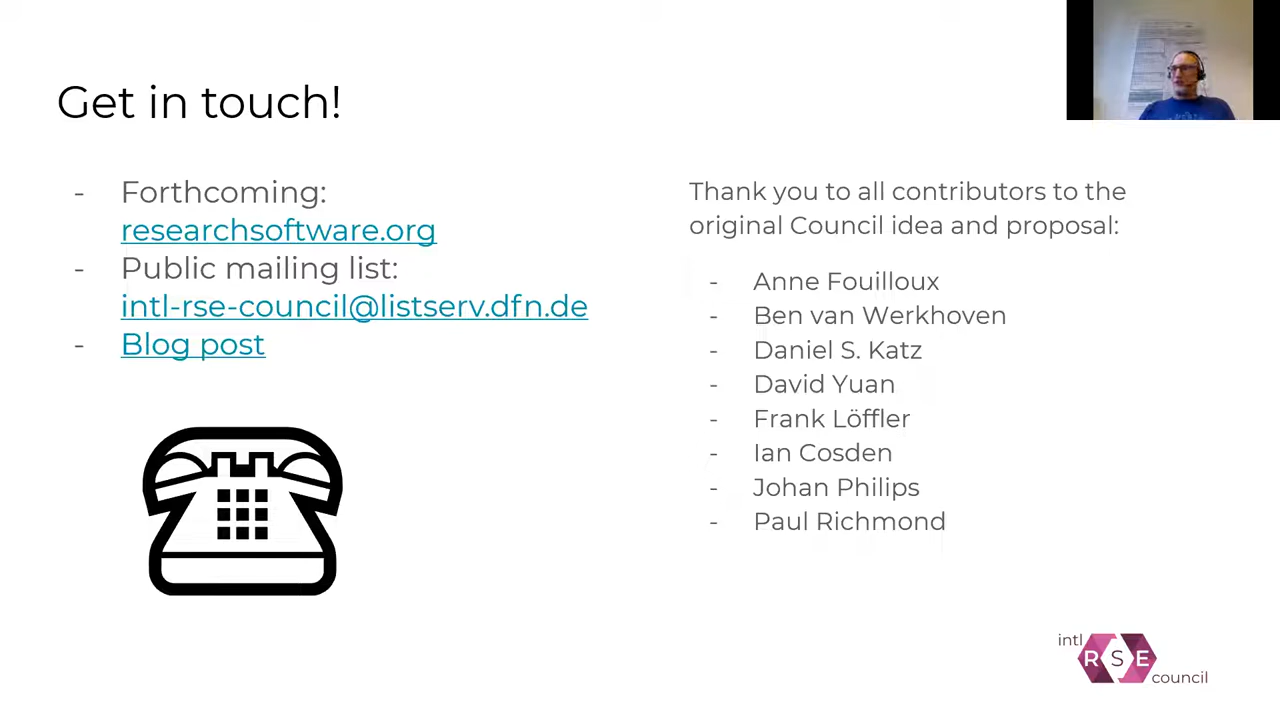 Get in touch!
- Forthcoming:
researchsoftware.org
- Public mailing list:
intl-rse-council@listserv.dfn.de
- Blog post
Thank you to all contributors to the
original Council idea and proposal:
- Anne Fouilloux
- Ben van Werkhoven
- Daniel S. Katz
- David Yuan
- Frank Löffler
- Ian Cosden
- Johan Philips
- Paul Richmond
intl
RSE
council